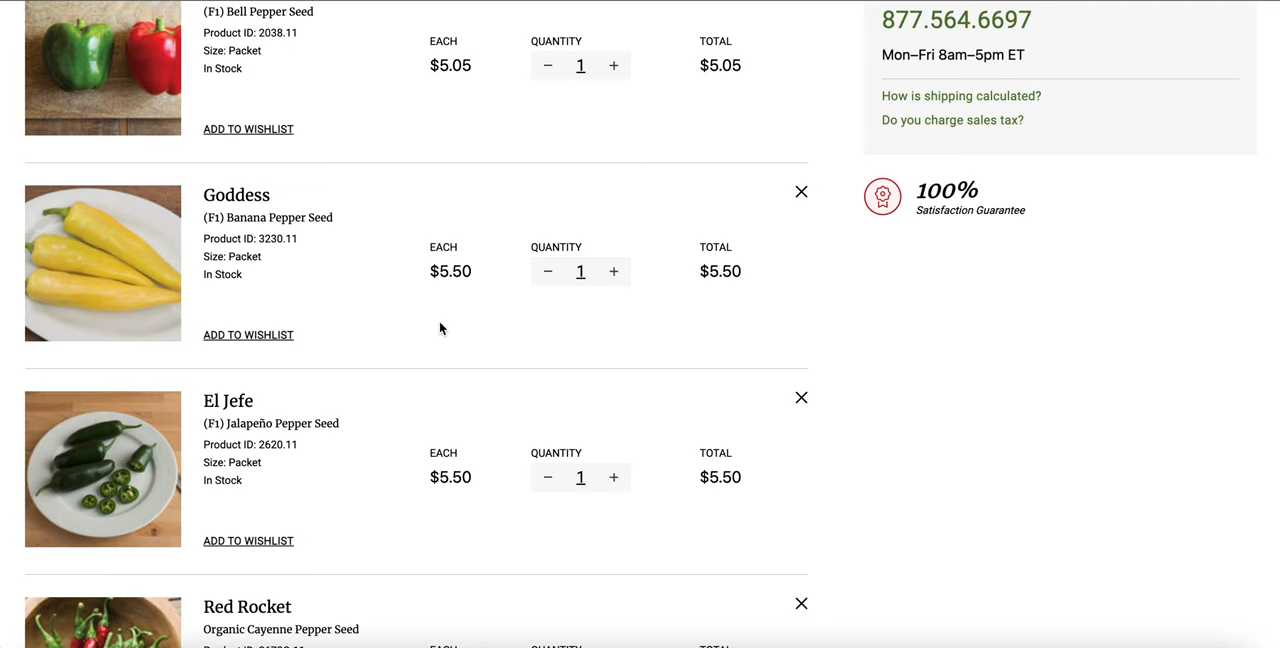 (F1) Bell Pepper Seed
Product ID: 2038.11
Size: Packet
In Stock
EACH
$5.05
QUANTITY
− 1 +
TOTAL
$5.05
ADD TO WISHLIST
Goddess
(F1) Banana Pepper Seed
Product ID: 3230.11
Size: Packet
In Stock
EACH
$5.50
QUANTITY
− 1 +
TOTAL
$5.50
ADD TO WISHLIST
El Jefe
(F1) Jalapeño Pepper Seed
Product ID: 2620.11
Size: Packet
In Stock
EACH
$5.50
QUANTITY
− 1 +
TOTAL
$5.50
ADD TO WISHLIST
Red Rocket
Organic Cayenne Pepper Seed
877.564.6697
Mon–Fri 8am–5pm ET
How is shipping calculated?
Do you charge sales tax?
100%
Satisfaction Guarantee